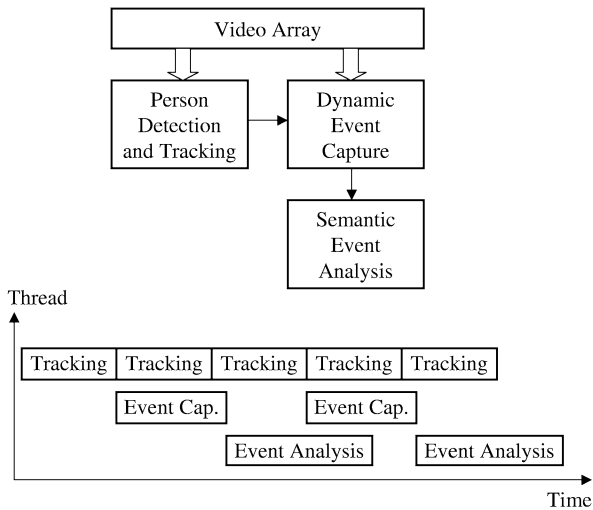 Video Array
Person
Detection
and Tracking
Dynamic
Event
Capture
Semantic
Event
Analysis
Thread
Tracking Tracking Tracking Tracking Tracking
Event Cap. Event Cap.
Event Analysis Event Analysis
Time